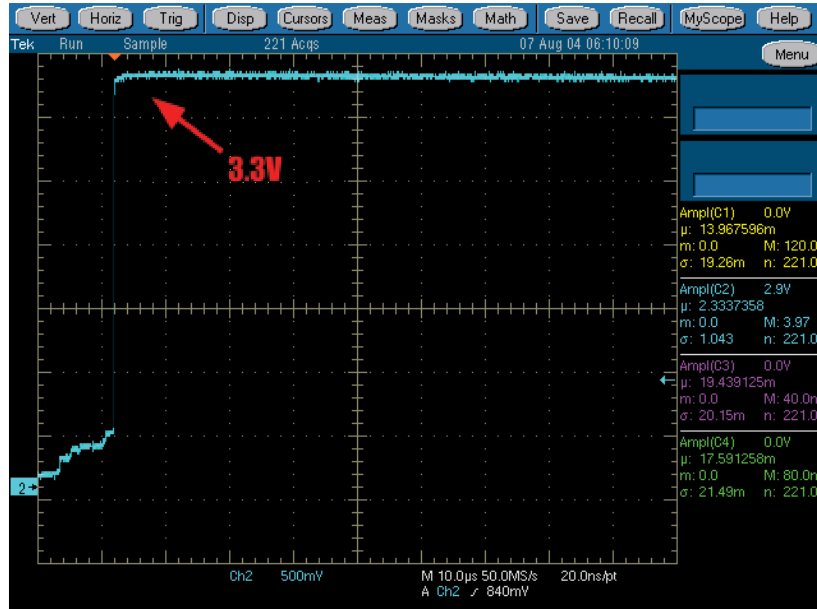 Vert Horiz Trig Disp Cursors Meas Masks Math Save Recall MyScope Help
Tek Run Sample 221 Acqs 07 Aug 04 06:10:09
Menu
3.3V
Ampl(C1) 0.0V
μ: 13.967596m
m: 0.0 M: 120.0
σ: 19.26m n: 221.0
Ampl(C2) 2.9V
μ: 2.3337358
m: 0.0 M: 3.97
σ: 1.043 n: 221.0
Ampl(C3) 0.0V
μ: 19.439125m
m: 0.0 M: 40.0m
σ: 20.15m n: 221.0
Ampl(C4) 0.0V
μ: 17.591258m
m: 0.0 M: 80.0m
σ: 21.49m n: 221.0
2
Ch2 500mV M 10.0μs 50.0MS/s 20.0ns/pt
A Ch2 840mV